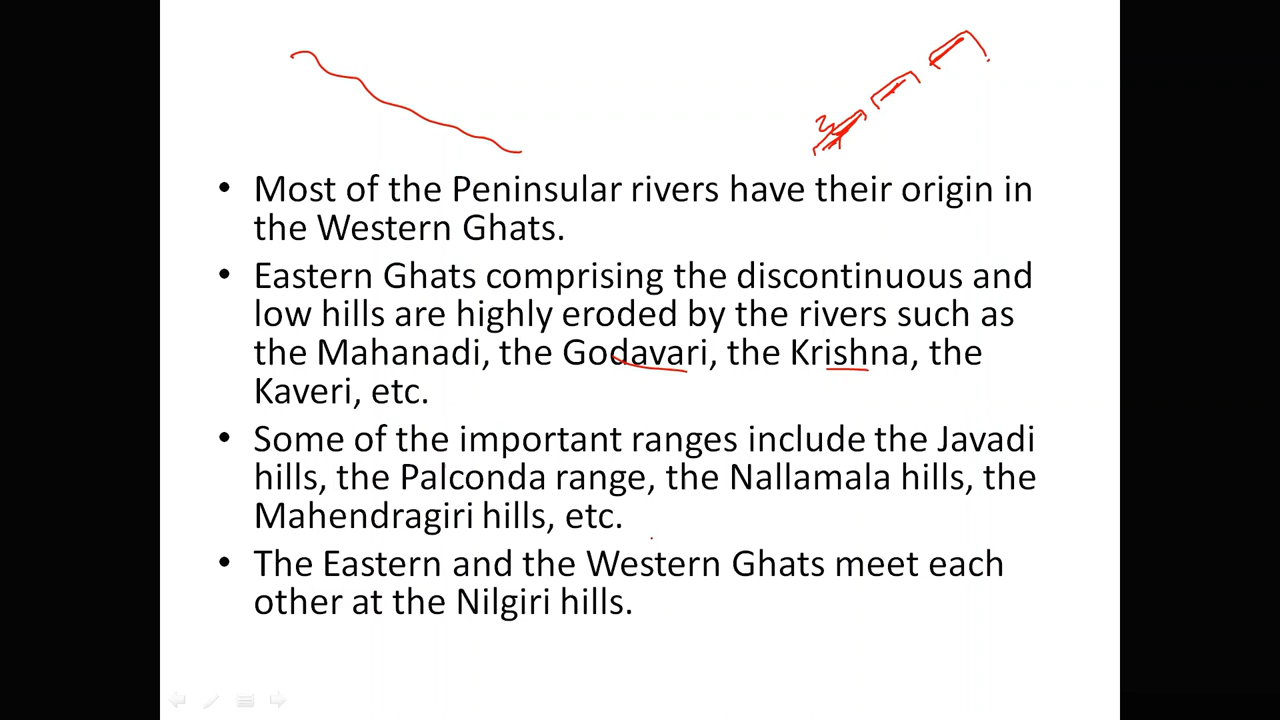 • Most of the Peninsular rivers have their origin in
the Western Ghats.
• Eastern Ghats comprising the discontinuous and
low hills are highly eroded by the rivers such as
the Mahanadi, the Godavari, the Krishna, the
Kaveri, etc.
• Some of the important ranges include the Javadi
hills, the Palconda range, the Nallamala hills, the
Mahendragiri hills, etc.
• The Eastern and the Western Ghats meet each
other at the Nilgiri hills.